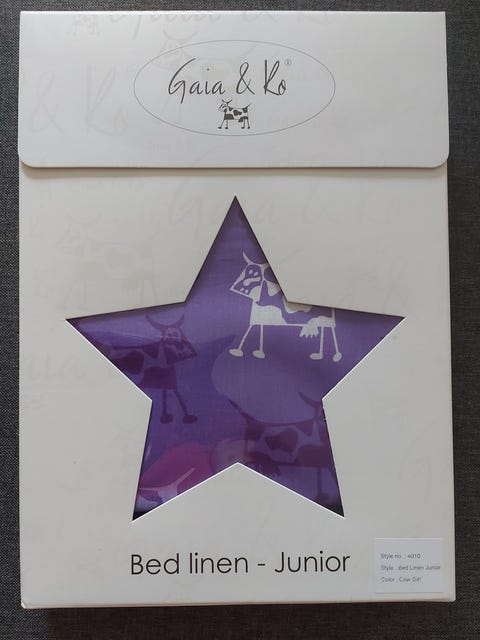 Gaia & Ko®
Bed linen - Junior
Style no. : 4010
Style : Bed Linen Junior
Color : Cow Girl